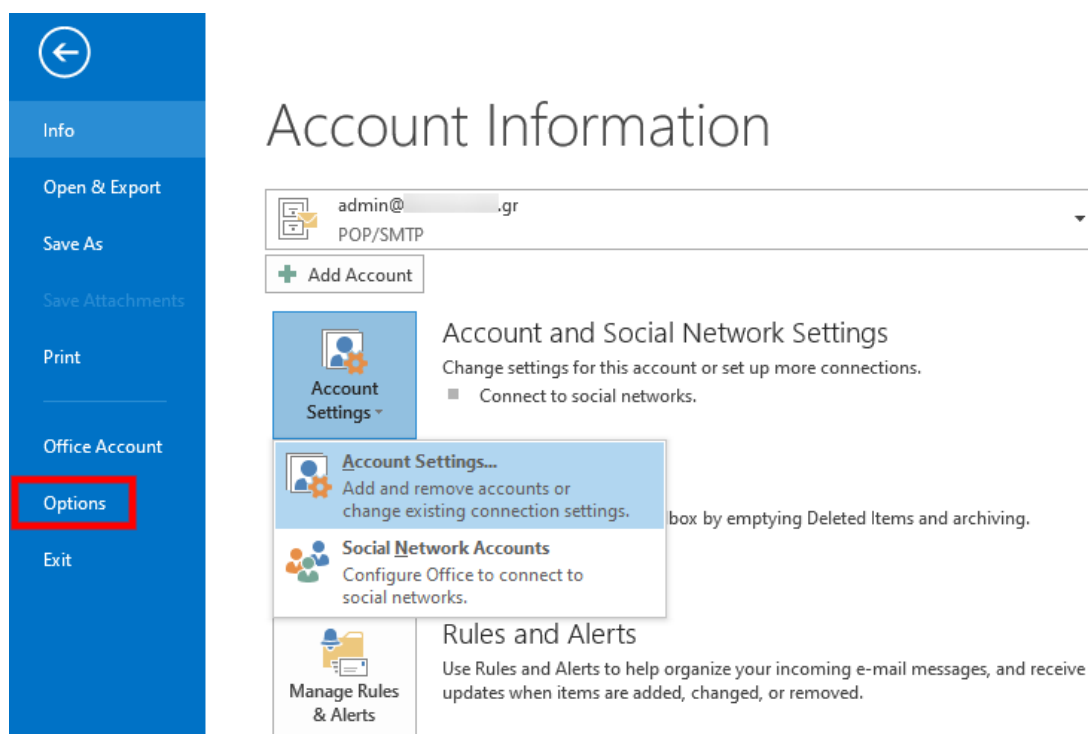 Info
Open & Export
Save As
Save Attachments
Print
Office Account
Options
Exit
Account Information
admin@ .gr
POP/SMTP
Add Account
Account
Settings
Account and Social Network Settings
Change settings for this account or set up more connections.
Connect to social networks.
Account Settings...
Add and remove accounts or
change existing connection settings.
Social Network Accounts
Configure Office to connect to
social networks.
box by emptying Deleted Items and archiving.
Manage Rules
& Alerts
Rules and Alerts
Use Rules and Alerts to help organize your incoming e-mail messages, and receive
updates when items are added, changed, or removed.